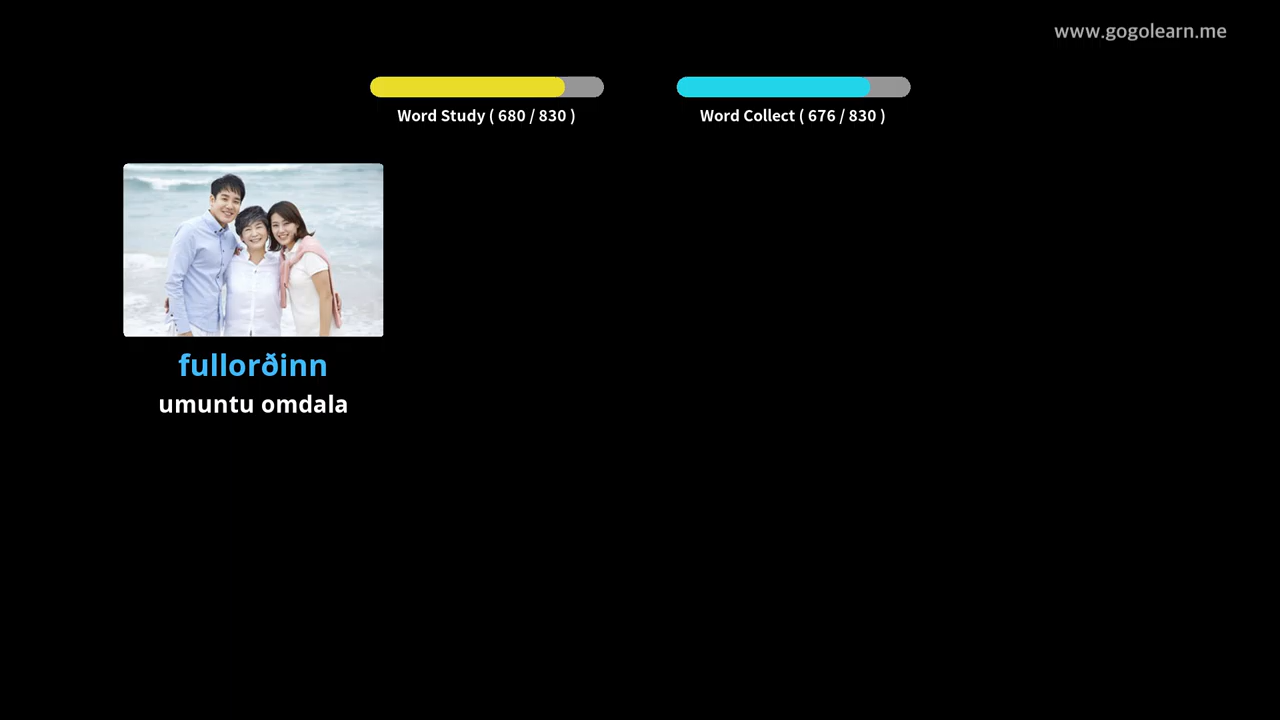 www.gogolearn.me
Word Study ( 680 / 830 )
Word Collect ( 676 / 830 )
fullorðinn
umuntu omdala